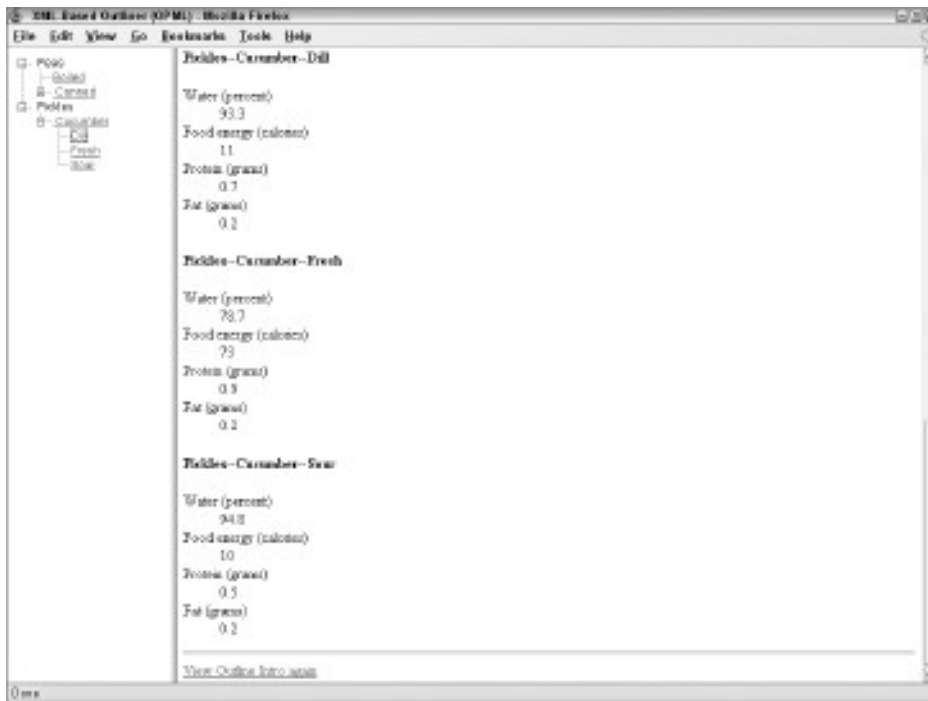 XML-Based Outliner (OPML) - Mozilla Firefox
File Edit View Go Bookmarks Tools Help
Peas
Boiled
Canned
Pickles
Cucumber
Dill
Fresh
Sour
Pickles--Cucumber--Dill
Water (percent)
93.3
Food energy (calories)
11
Protein (grams)
0.7
Fat (grams)
0.2
Pickles--Cucumber--Fresh
Water (percent)
78.7
Food energy (calories)
73
Protein (grams)
0.9
Fat (grams)
0.2
Pickles--Cucumber--Sour
Water (percent)
94.8
Food energy (calories)
10
Protein (grams)
0.5
Fat (grams)
0.2
View Outline Intro again